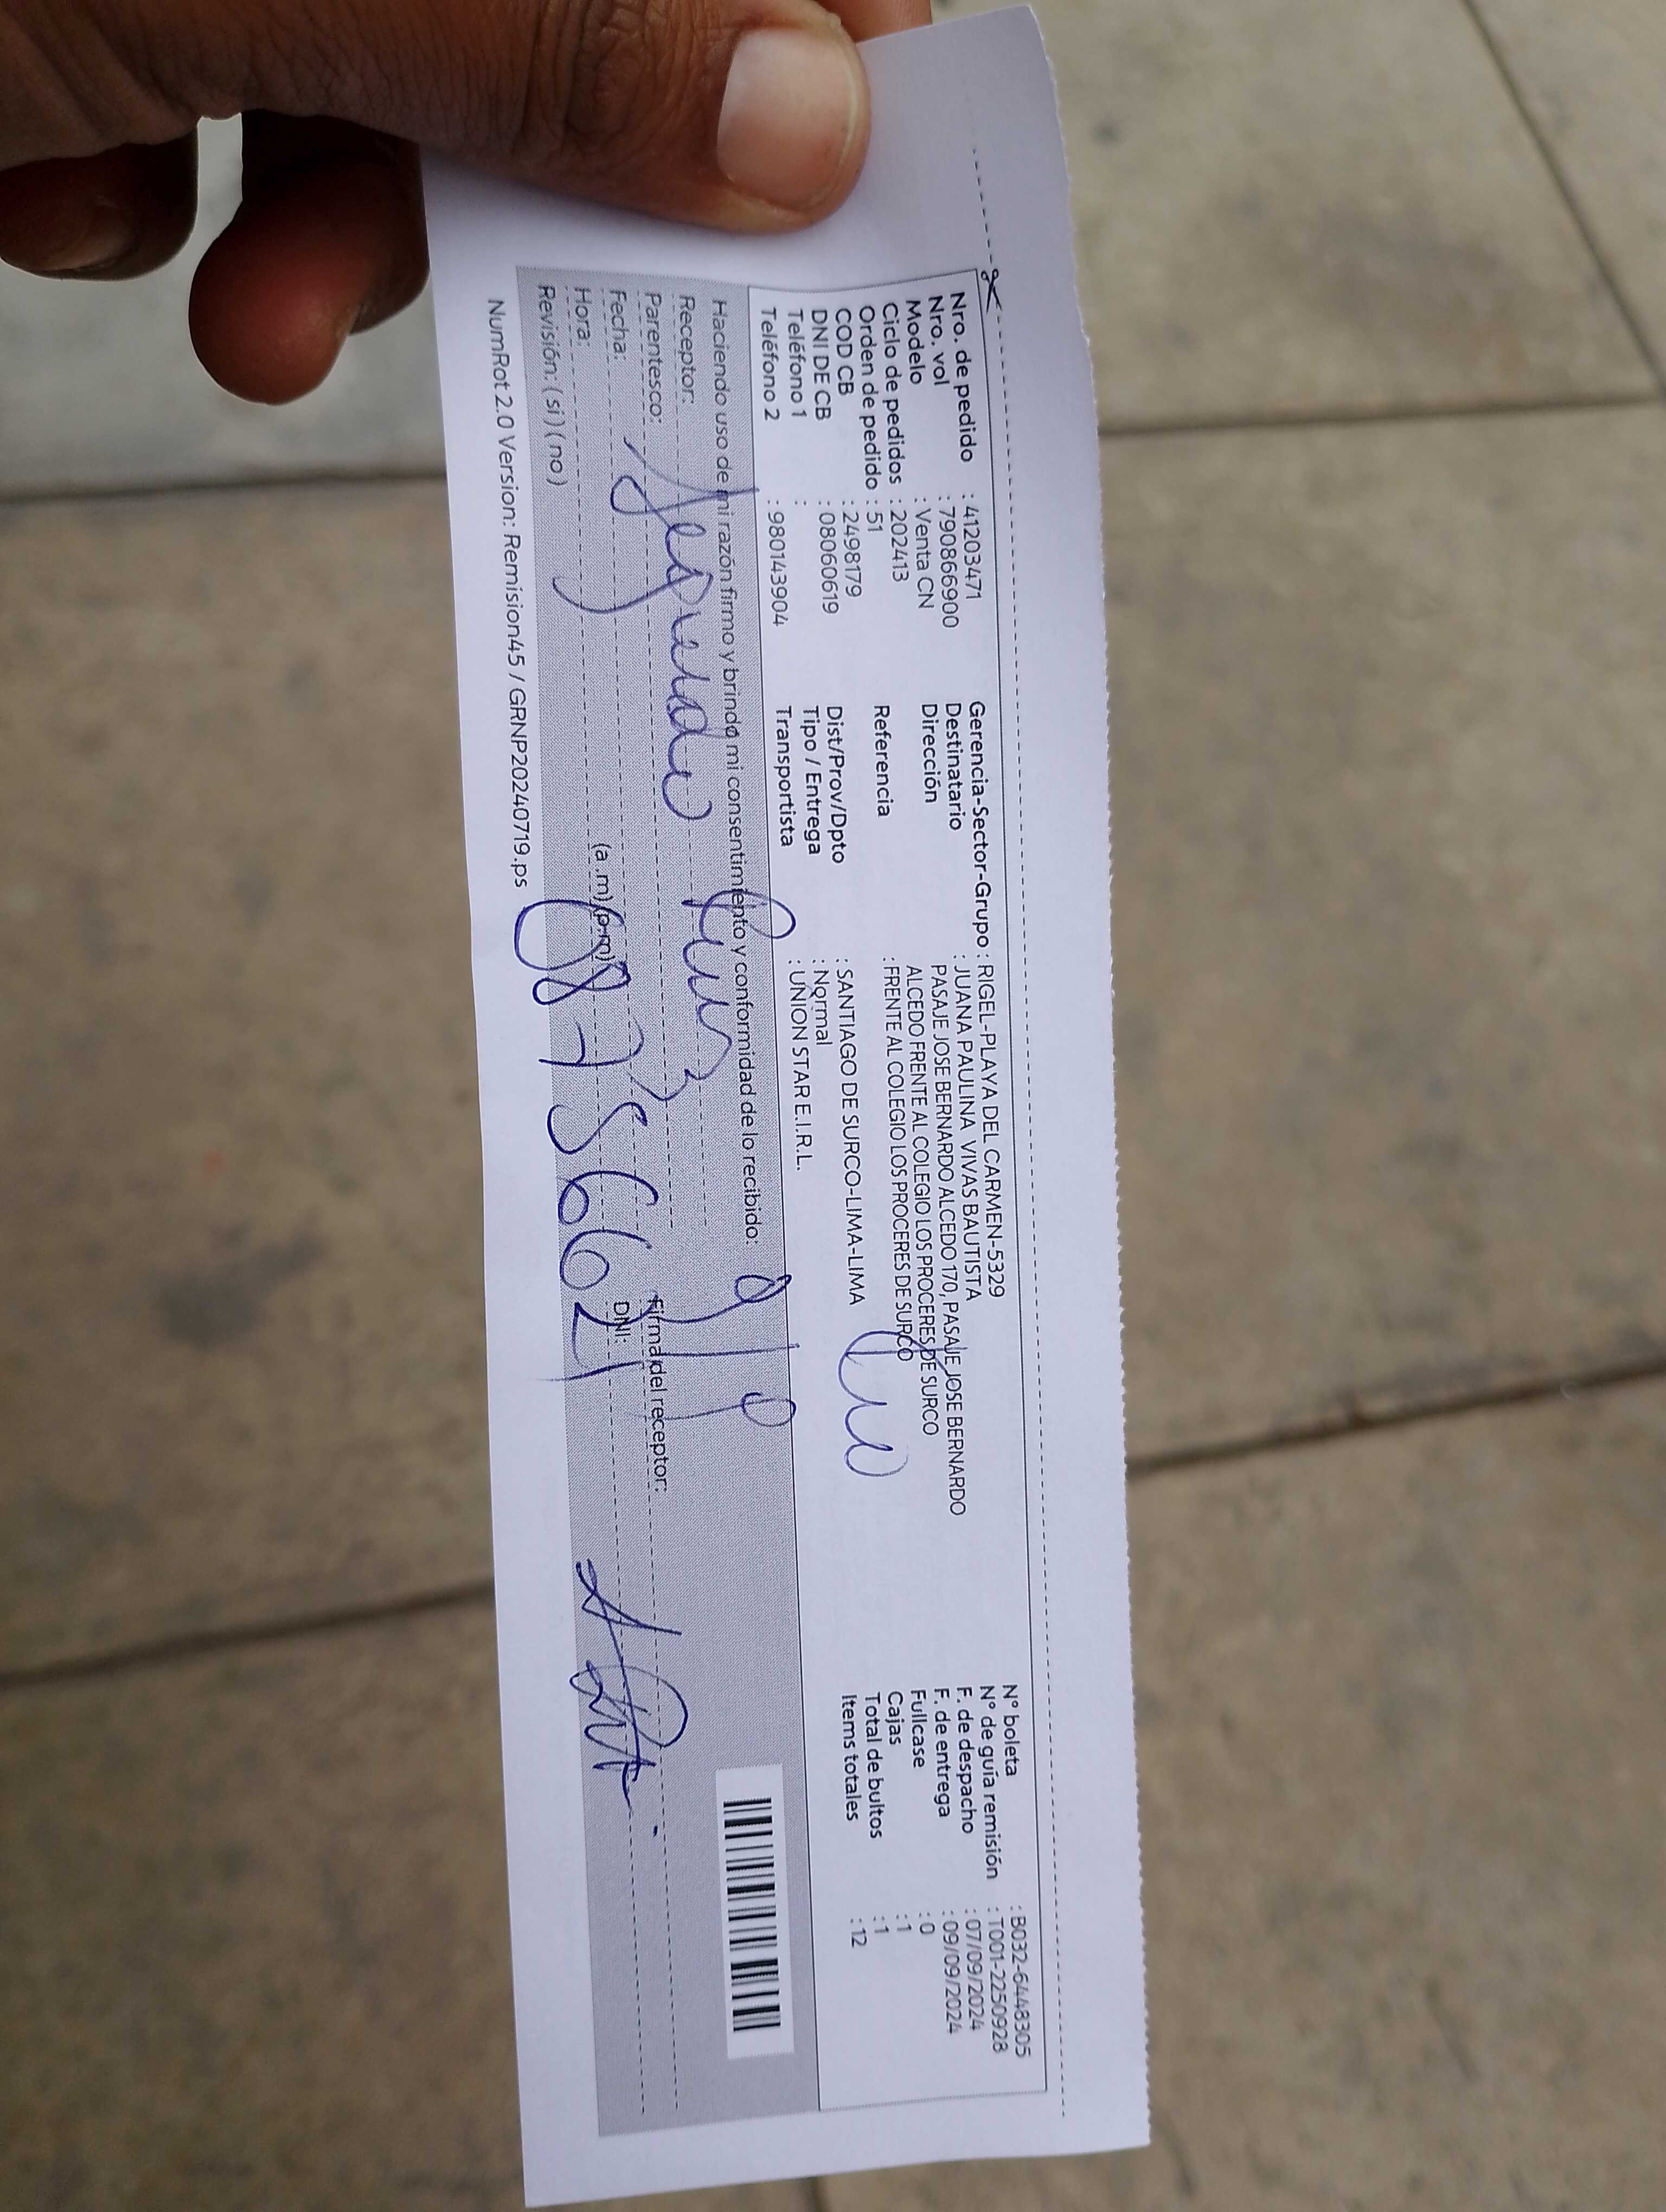 Nro. de pedido : 41203471
Nro. vol : 790866900
Modelo : Venta CN
Ciclo de pedidos : 202413
Orden de pedido : 51
COD CB : 2498179
DNI DE CB : 08060619
Teléfono 1 :
Teléfono 2 : 980143904
Gerencia-Sector-Grupo : RIGEL-PLAYA DEL CARMEN-5329
Destinatario : JUANA PAULINA VIVAS BAUTISTA
Dirección PASAJE JOSE BERNARDO ALCEDO 170, PASAJE JOSE BERNARDO
ALCEDO FRENTE AL COLEGIO LOS PROCERES DE SURCO
Referencia : FRENTE AL COLEGIO LOS PROCERES DE SURCO
Dist/Prov/Dpto : SANTIAGO DE SURCO-LIMA-LIMA
Tipo / Entrega : Normal
Transportista : UNION STAR E.I.R.L.
N° boleta : B032-6448305
N° de guía remisión : T001-2250928
F. de despacho : 07/09/2024
F. de entrega : 09/09/2024
Fullcase : 0
Cajas : 1
Total de bultos : 1
Items totales : 12
Haciendo uso de mi razón firmo y brindo mi consentimiento y conformidad de lo recibido:
Receptor:
Parentesco:
Fecha:
Hora: (a.m) (p.m)
Revisión: (si) (no)
Firma del receptor:
DNI:
NumRot 2.0 Version: Remision45 / GRNP20240719.ps